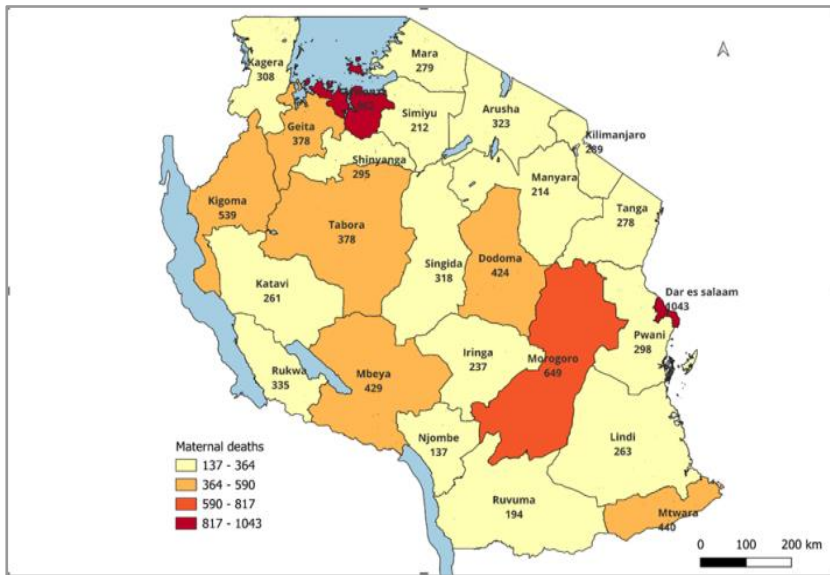 Kagera
308
Mara
279
Geita
378
Simiyu
212
Arusha
323
Kilimanjaro
289
Shinyanga
295
Manyara
214
Kigoma
539
Tabora
378
Tanga
278
Singida
318
Dodoma
424
Katavi
261
Dar es salaam
1043
Pwani
298
Rukwa
335
Mbeya
429
Iringa
237
Morogoro
649
Njombe
137
Lindi
263
Ruvuma
194
Mtwara
440
Maternal deaths
137 - 364
364 - 590
590 - 817
817 - 1043
0 100 200 km